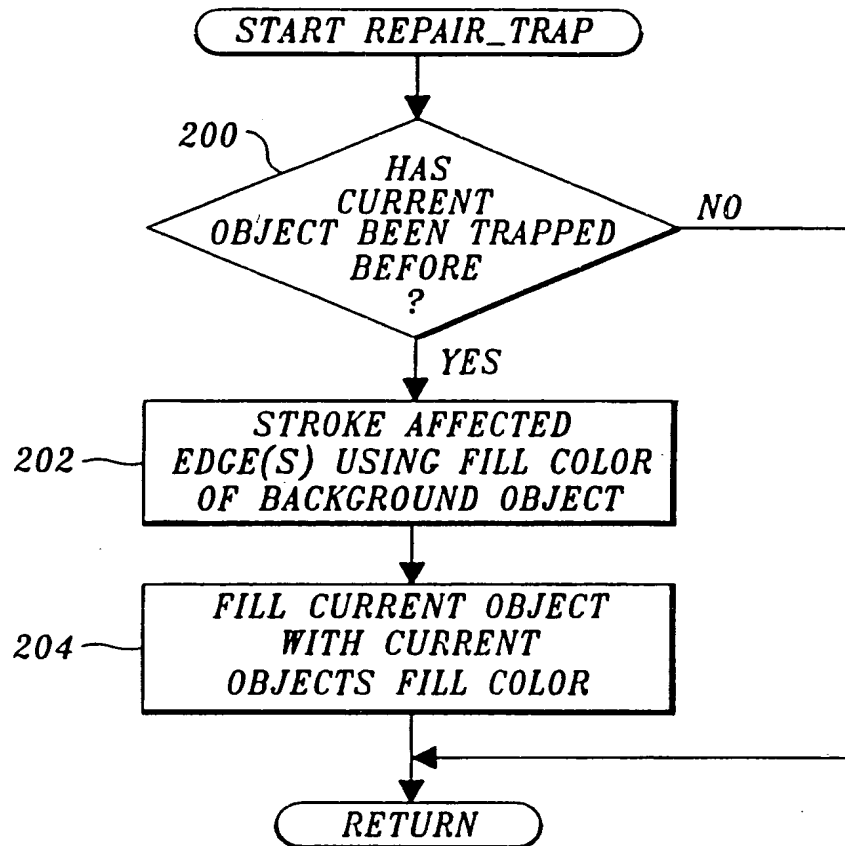 START REPAIR_TRAP
200
HAS
CURRENT
OBJECT BEEN TRAPPED
BEFORE
?
NO
YES
202
STROKE AFFECTED
EDGE(S) USING FILL COLOR
OF BACKGROUND OBJECT
204
FILL CURRENT OBJECT
WITH CURRENT
OBJECTS FILL COLOR
RETURN